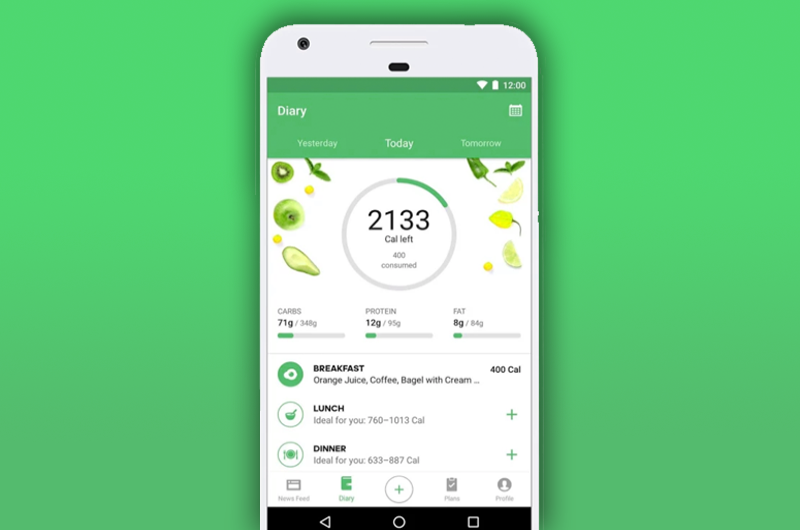 12:00
Diary
Yesterday Today Tomorrow
2133
Cal left
400
consumed
CARBS PROTEIN FAT
71g / 348g 12g / 95g 8g / 84g
BREAKFAST 400 Cal
Orange Juice, Coffee, Bagel with Cream ...
LUNCH
Ideal for you: 760–1013 Cal
DINNER
Ideal for you: 633–887 Cal
News Feed Diary Plans Profile